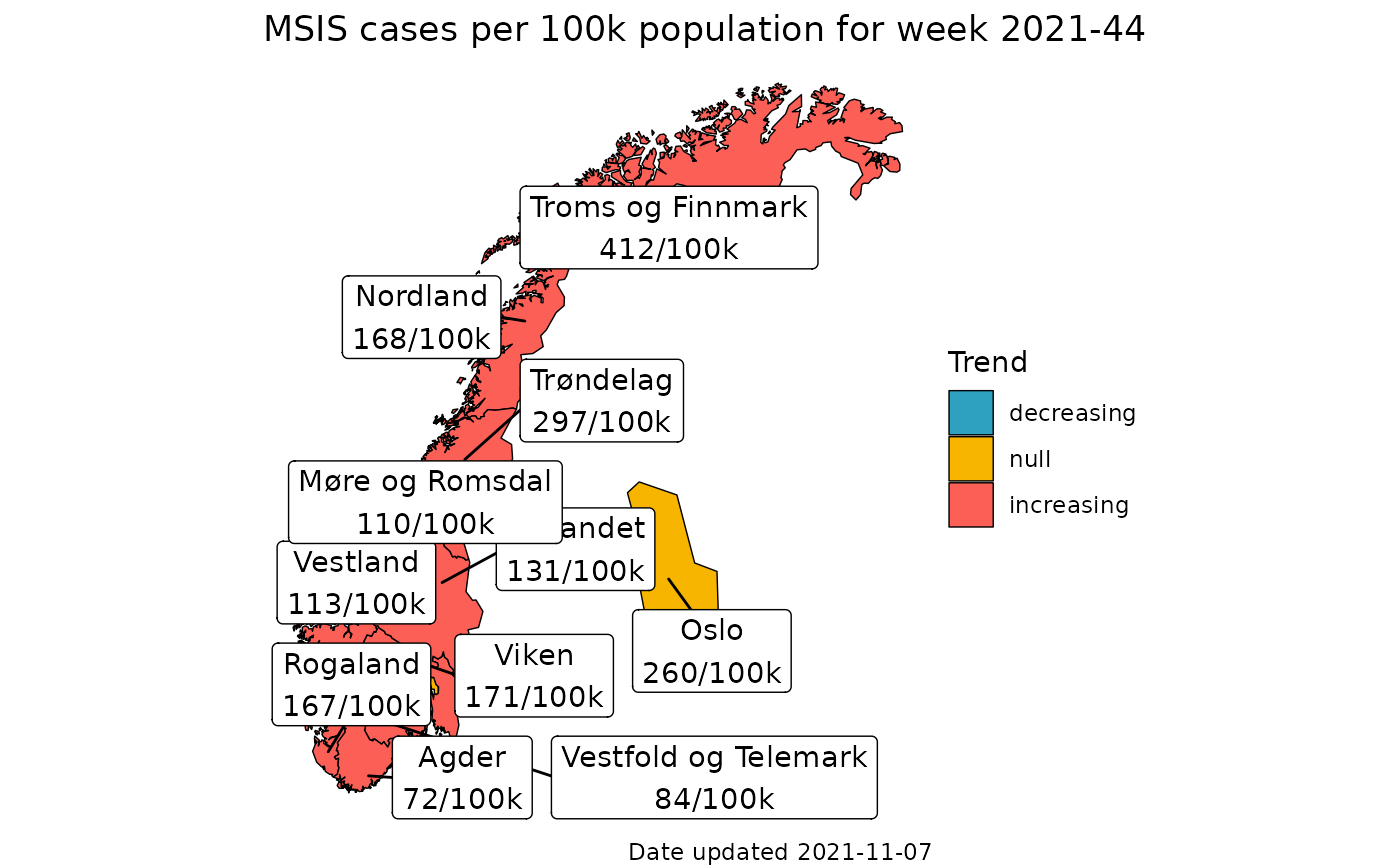 MSIS cases per 100k population for week 2021-44
Troms og Finnmark
412/100k
Nordland
168/100k
Trøndelag
297/100k
Møre og Romsdal
110/100k
andet
131/100k
Vestland
113/100k
Oslo
260/100k
Viken
171/100k
Rogaland
167/100k
Agder
72/100k
Vestfold og Telemark
84/100k
Trend
decreasing
null
increasing
Date updated 2021-11-07